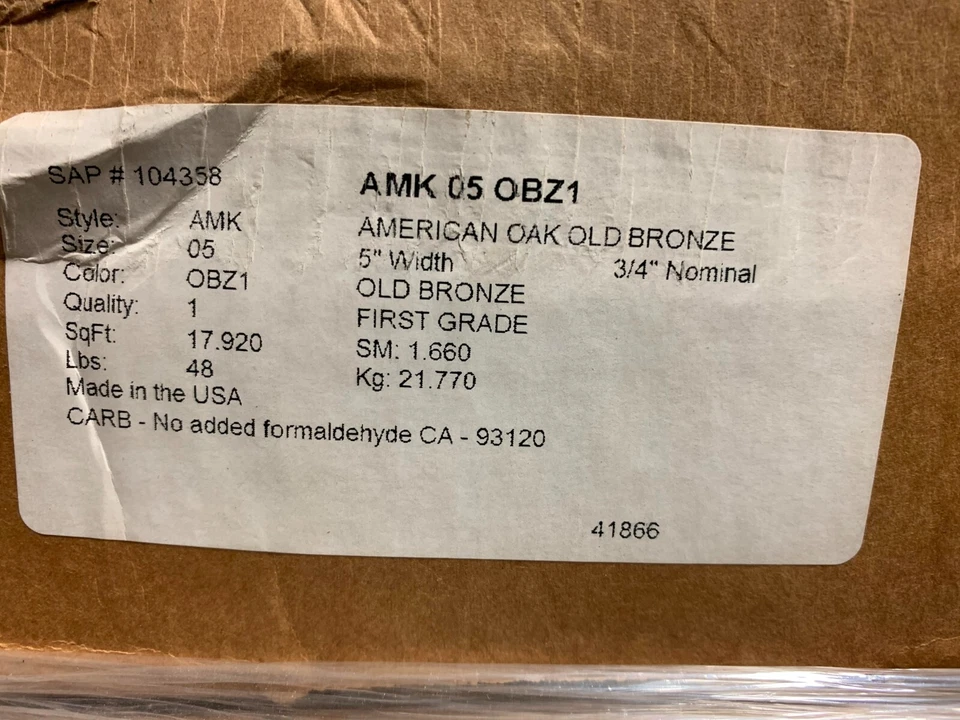 SAP # 104358
AMK 05 OBZ1
Style: AMK
AMERICAN OAK OLD BRONZE
Size: 05
5" Width 3/4" Nominal
Color: OBZ1
OLD BRONZE
Quality: 1
FIRST GRADE
SqFt: 17.920
SM: 1.660
Lbs: 48
Kg: 21.770
Made in the USA
CARB - No added formaldehyde CA - 93120
41866